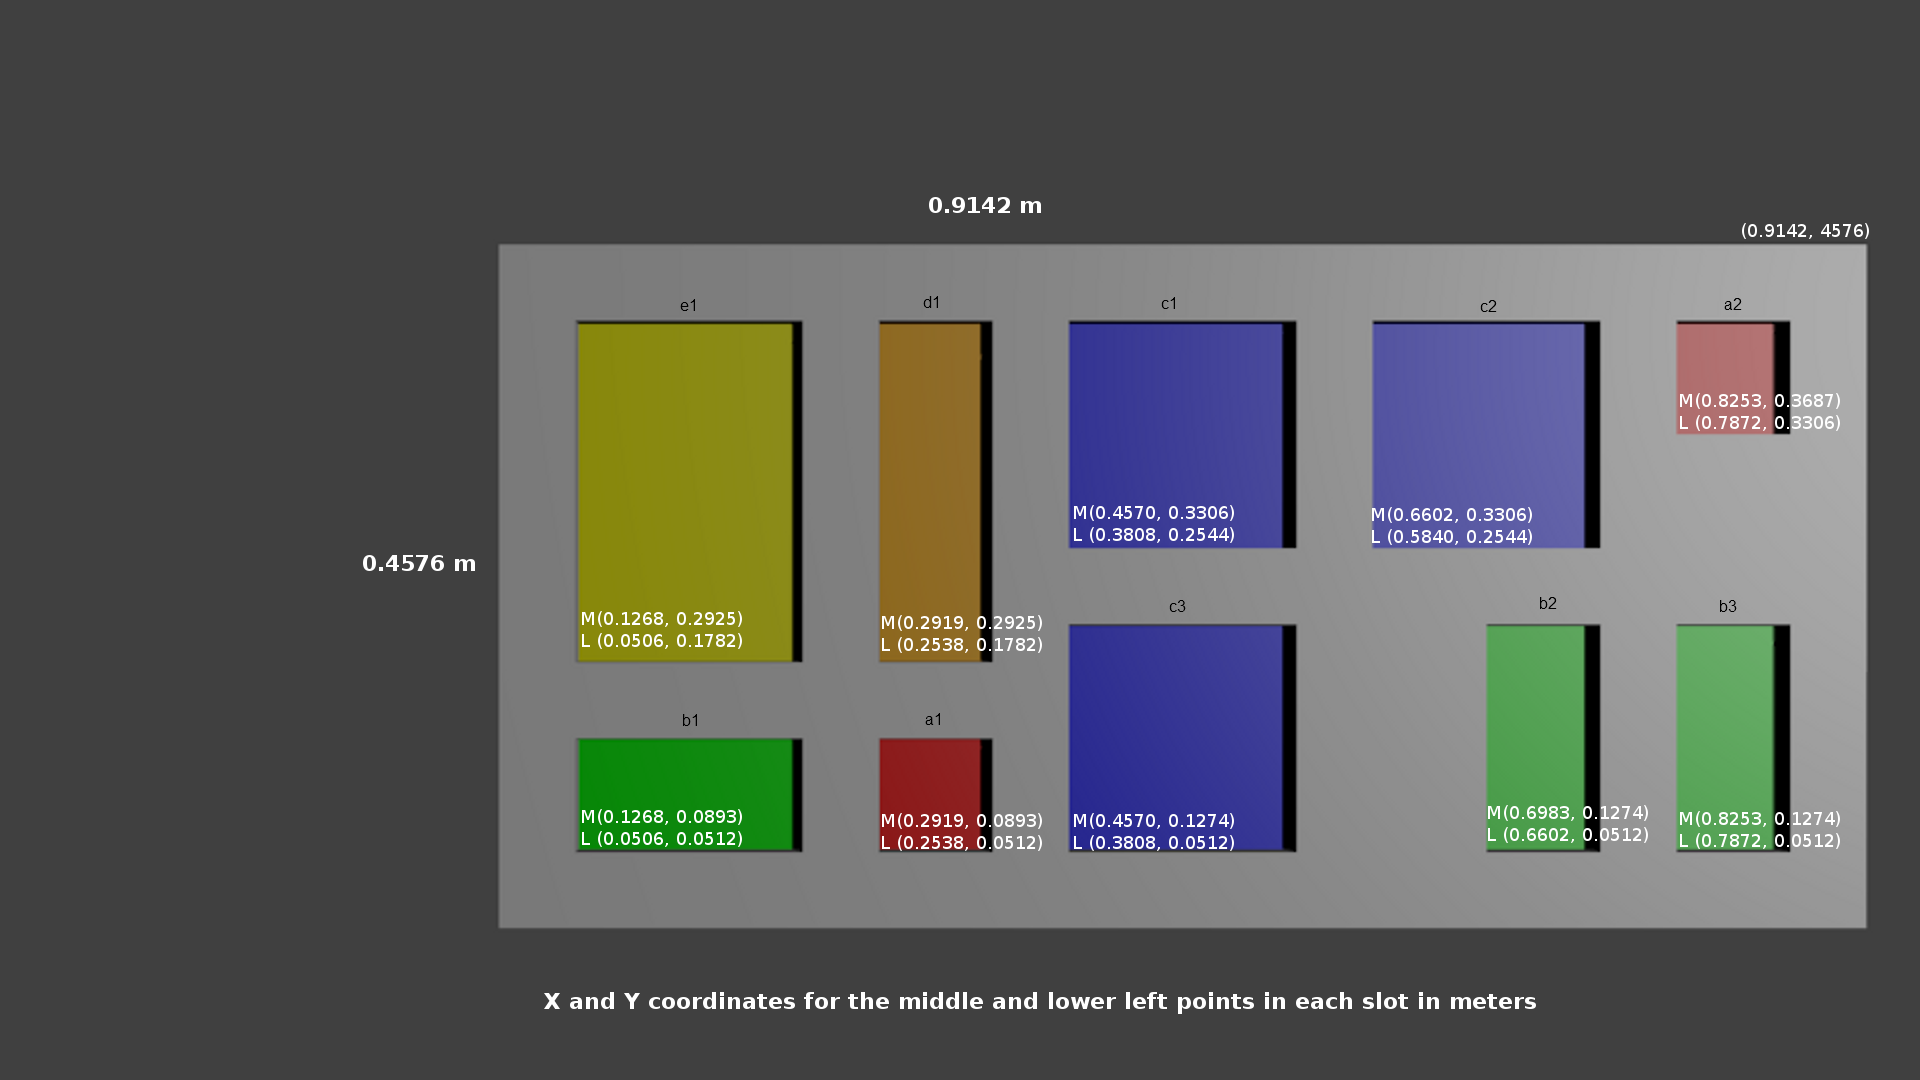 0.9142 m
(0.9142, 4576)
e1
d1
c1
c2
a2
M(0.8253, 0.3687)
L (0.7872, 0.3306)
M(0.4570, 0.3306)
L (0.3808, 0.2544)
M(0.6602, 0.3306)
L (0.5840, 0.2544)
0.4576 m
M(0.1268, 0.2925)
L (0.0506, 0.1782)
M(0.2919, 0.2925)
L (0.2538, 0.1782)
c3
b2
b3
b1
a1
M(0.1268, 0.0893)
L (0.0506, 0.0512)
M(0.2919, 0.0893)
L (0.2538, 0.0512)
M(0.4570, 0.1274)
L (0.3808, 0.0512)
M(0.6983, 0.1274)
L (0.6602, 0.0512)
M(0.8253, 0.1274)
L (0.7872, 0.0512)
X and Y coordinates for the middle and lower left points in each slot in meters